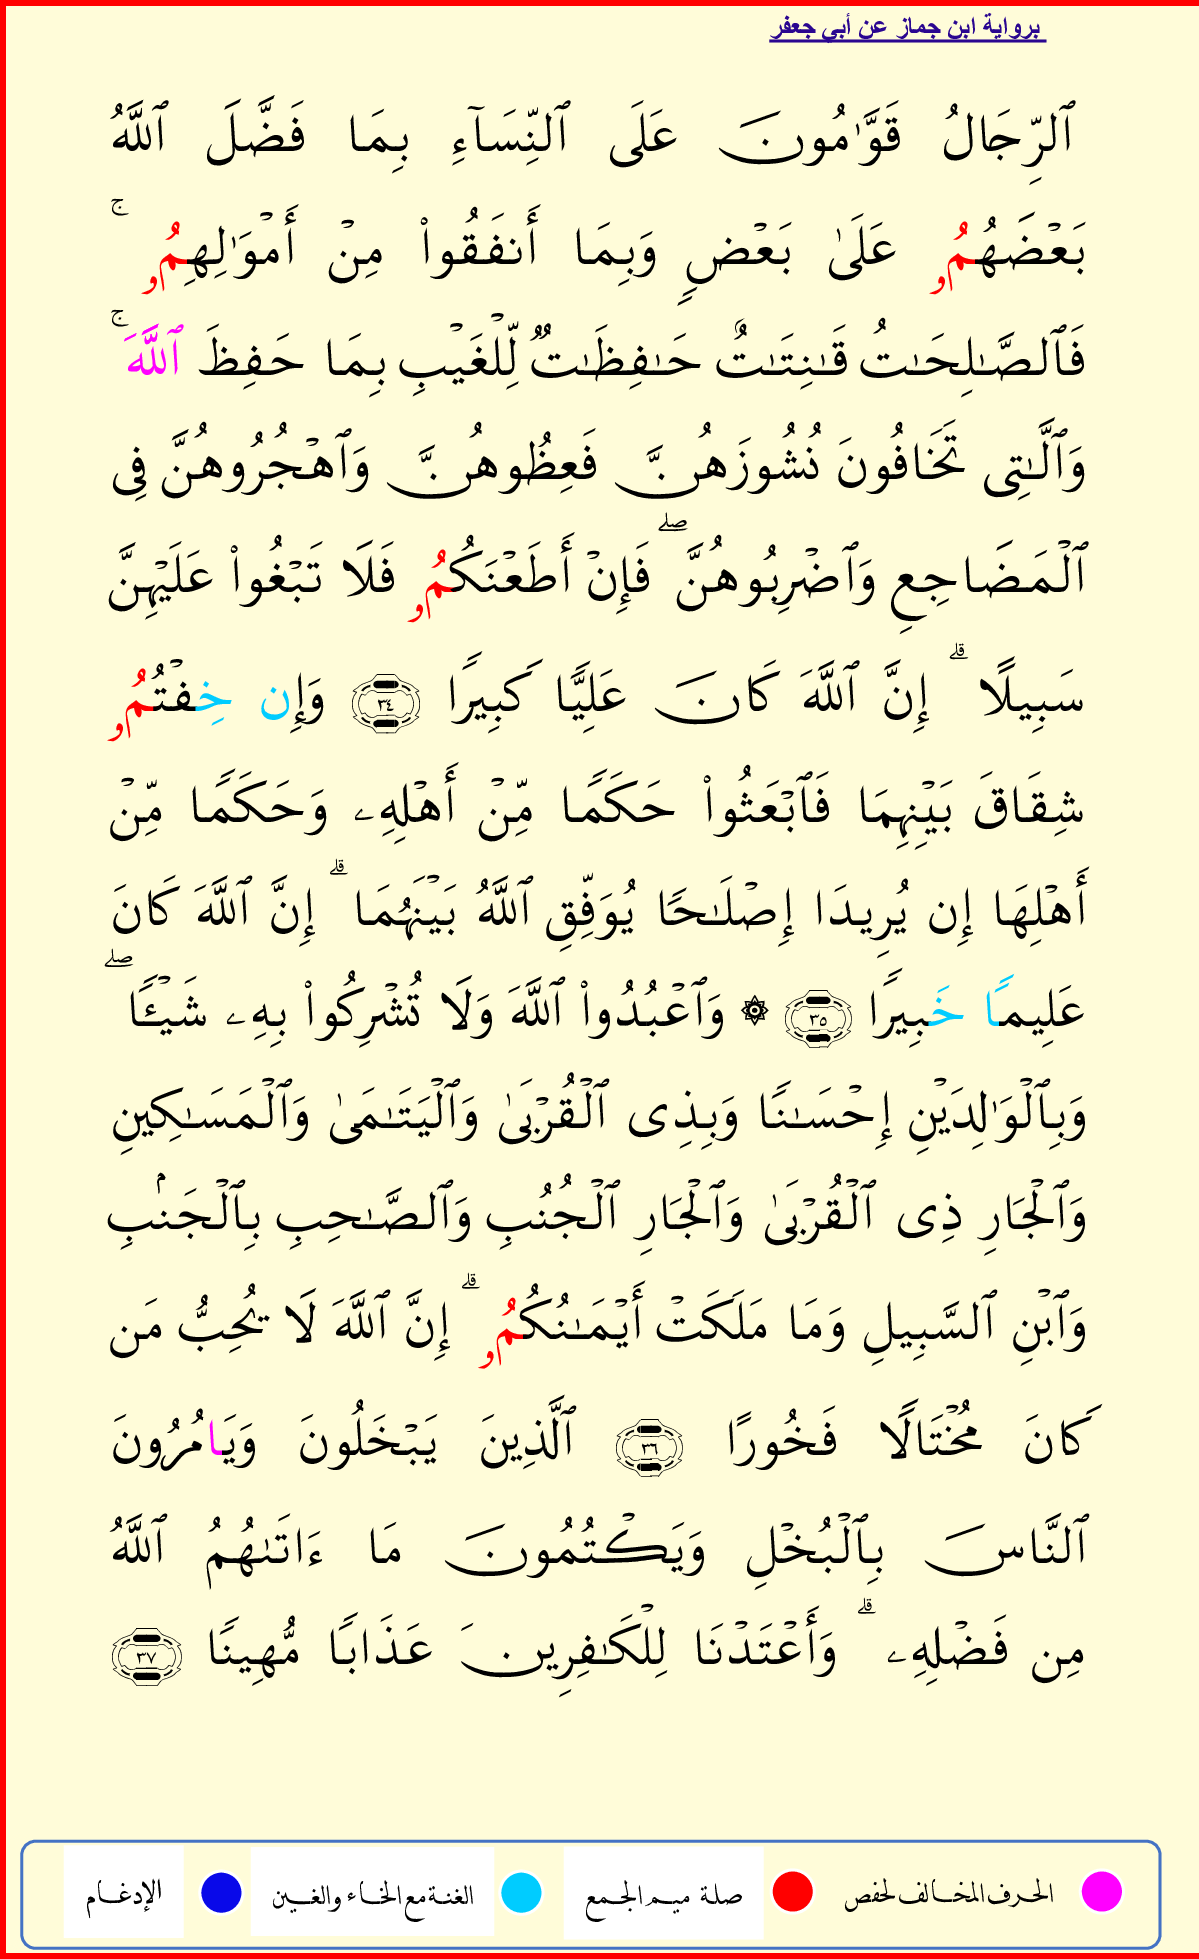 برواية ابن جماز عن أبي جعفر
ٱلرِّجَالُ قَوَّٰمُونَ عَلَى ٱلنِّسَآءِ بِمَا فَضَّلَ ٱللَّهُ
بَعْضَهُمُۥ عَلَىٰ بَعْضٍ وَبِمَا أَنفَقُوا۟ مِنْ أَمْوَٰلِهِمُۥ ۚ
فَٱلصَّـٰلِحَـٰتُ قَـٰنِتَـٰتٌ حَـٰفِظَـٰتٌ لِّلْغَيْبِ بِمَا حَفِظَ ٱللَّهَ ۚ
وَٱلَّـٰتِى تَخَافُونَ نُشُوزَهُنَّ فَعِظُوهُنَّ وَٱهْجُرُوهُنَّ فِى
ٱلْمَضَاجِعِ وَٱضْرِبُوهُنَّ ۖ فَإِنْ أَطَعْنَكُمُۥ فَلَا تَبْغُوا۟ عَلَيْهِنَّ
سَبِيلًا ۗ إِنَّ ٱللَّهَ كَانَ عَلِيًّا كَبِيرًا ٣٤ وَإِن خِفْتُمُۥ
شِقَاقَ بَيْنِهِمَا فَٱبْعَثُوا۟ حَكَمًا مِّنْ أَهْلِهِۦ وَحَكَمًا مِّنْ
أَهْلِهَا إِن يُرِيدَا إِصْلَـٰحًا يُوَفِّقِ ٱللَّهُ بَيْنَهُمَا ۗ إِنَّ ٱللَّهَ كَانَ
عَلِيمًا خَبِيرًا ٣٥ ۞ وَٱعْبُدُوا۟ ٱللَّهَ وَلَا تُشْرِكُوا۟ بِهِۦ شَيْـًٔا ۖ
وَبِٱلْوَٰلِدَيْنِ إِحْسَـٰنًا وَبِذِى ٱلْقُرْبَىٰ وَٱلْيَتَـٰمَىٰ وَٱلْمَسَـٰكِينِ
وَٱلْجَارِ ذِى ٱلْقُرْبَىٰ وَٱلْجَارِ ٱلْجُنُبِ وَٱلصَّـٰحِبِ بِٱلْجَنۢبِ
وَٱبْنِ ٱلسَّبِيلِ وَمَا مَلَكَتْ أَيْمَـٰنُكُمُۥ ۗ إِنَّ ٱللَّهَ لَا يُحِبُّ مَن
كَانَ مُخْتَالًا فَخُورًا ٣٦ ٱلَّذِينَ يَبْخَلُونَ وَيَامُرُونَ
ٱلنَّاسَ بِٱلْبُخْلِ وَيَكْتُمُونَ مَا ءَاتَىٰهُمُ ٱللَّهُ
مِن فَضْلِهِۦ ۗ وَأَعْتَدْنَا لِلْكَـٰفِرِينَ عَذَابًا مُّهِينًا ٣٧
الحرف المخالف لحفص صلة ميم الجمع الغنة مع الخاء والغين الإدغام